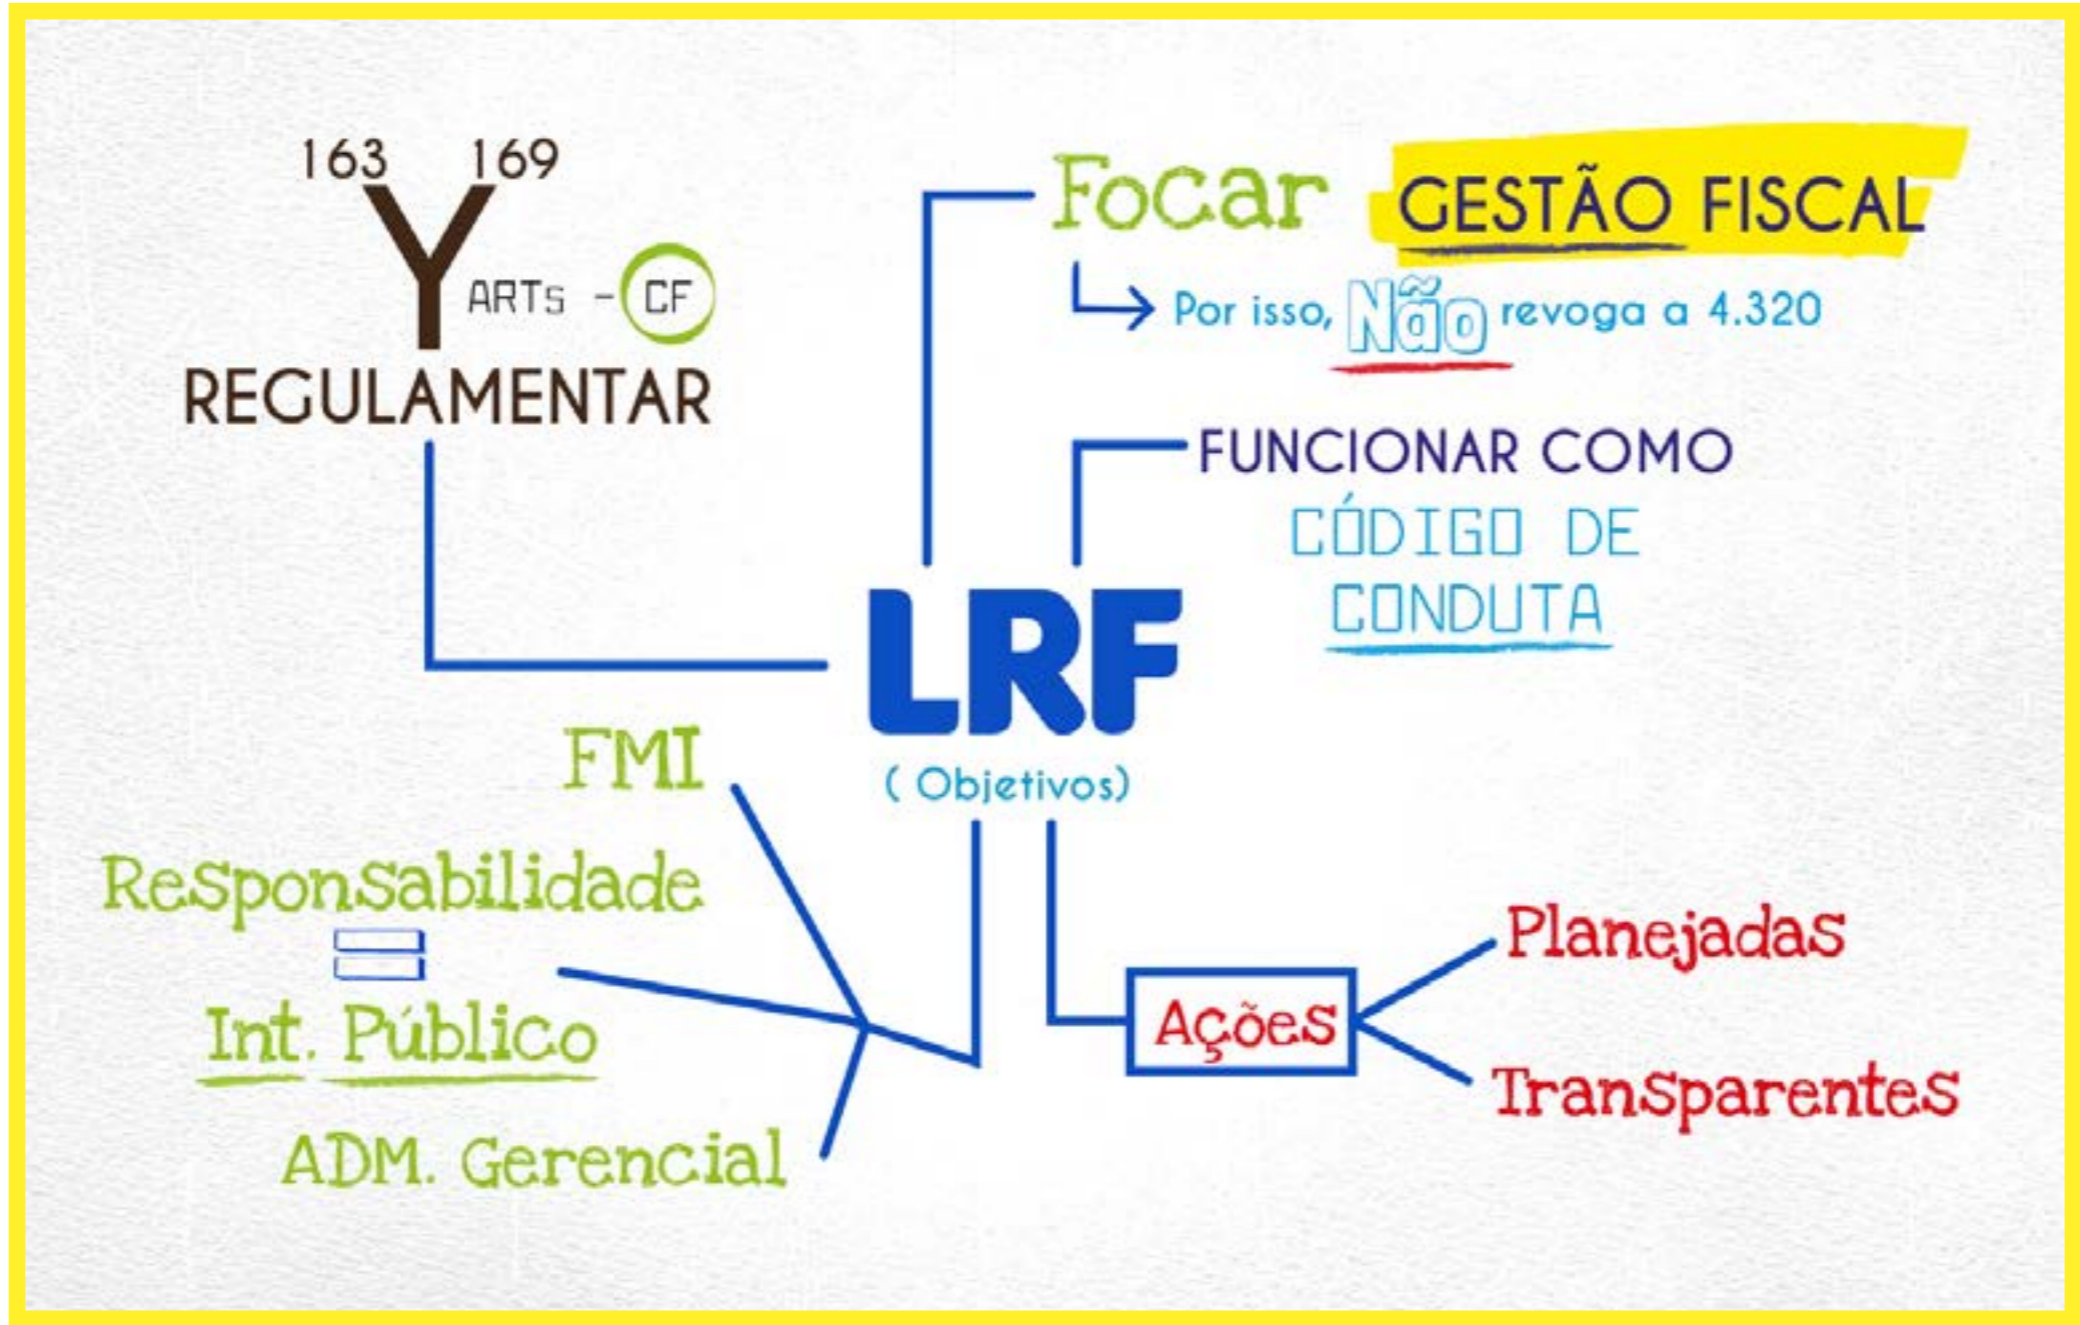 163 169
ARTs - CF
REGULAMENTAR
Focar GESTÃO FISCAL
Por isso, Não revoga a 4.320
FUNCIONAR COMO
CÓDIGO DE
CONDUTA
LRF
( Objetivos)
FMI
Responsabilidade
=
Int. Público
ADM. Gerencial
Ações
Planejadas
Transparentes